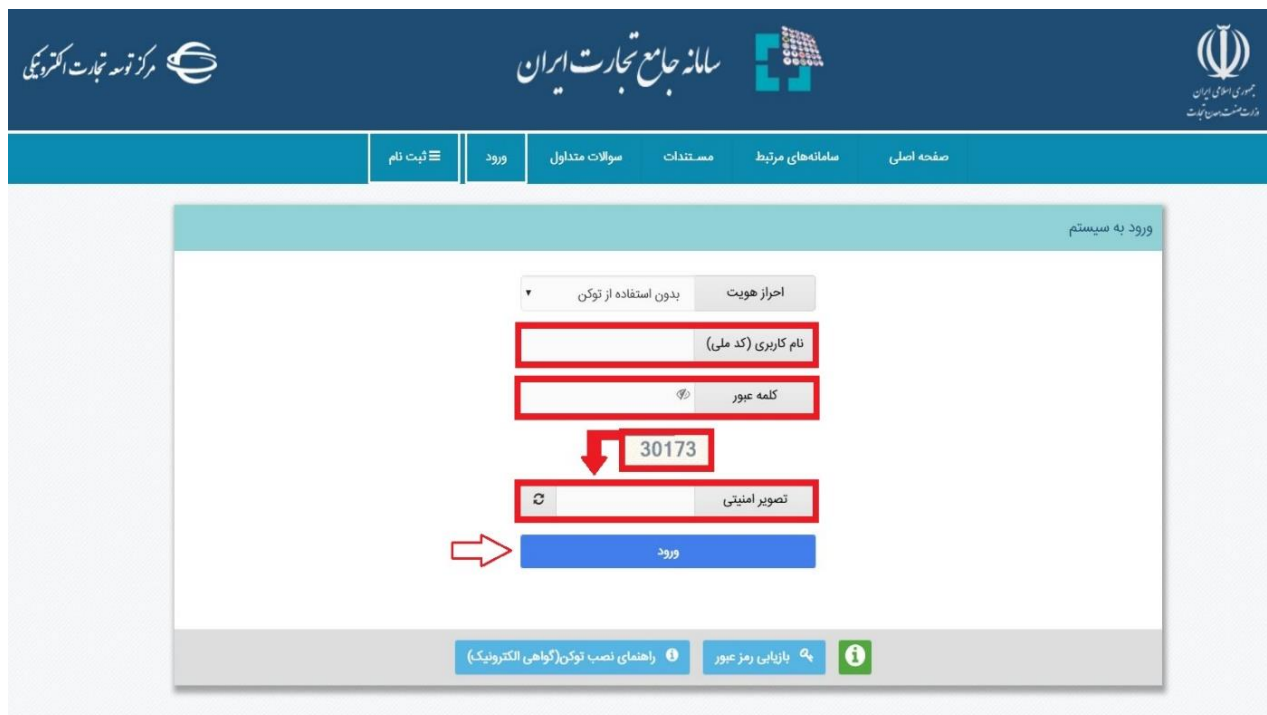 جمهوری اسلامی ایران
وزارت صنعت، معدن و تجارت
سامانه جامع تجارت ایران
مرکز توسعه تجارت الکترونیکی
صفحه اصلی
سامانه‌های مرتبط
مستندات
سوالات متداول
ورود
ثبت نام
ورود به سیستم
احراز هویت
بدون استفاده از توکن
نام کاربری (کد ملی)
کلمه عبور
30173
تصویر امنیتی
ورود
بازیابی رمز عبور
راهنمای نصب توکن(گواهی الکترونیک)